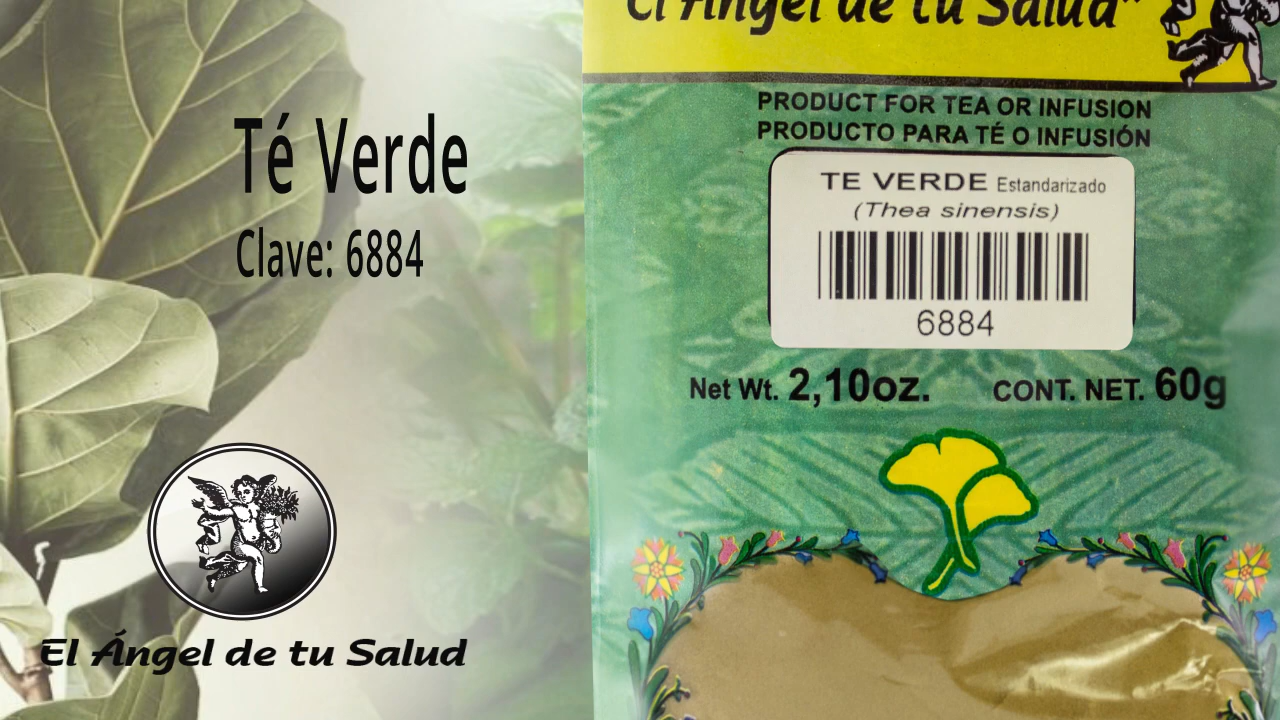 Té Verde
Clave: 6884
El Ángel de tu Salud
El Ángel de tu Salud"
PRODUCT FOR TEA OR INFUSION
PRODUCTO PARA TÉ O INFUSIÓN
TE VERDE Estandarizado
(Thea sinensis)
6884
Net Wt. 2,10oz. CONT. NET. 60g